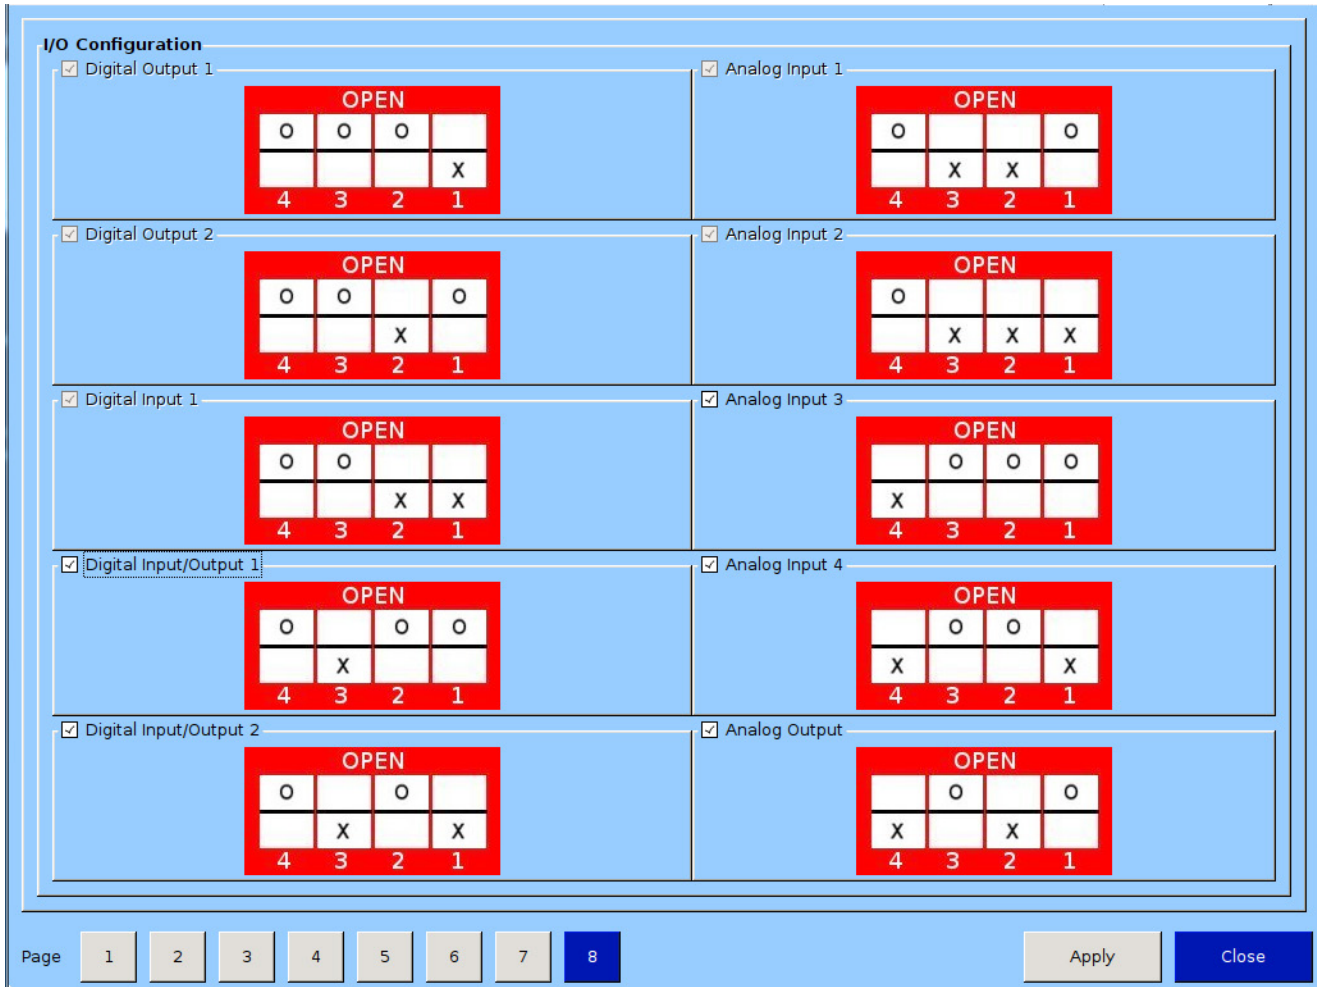 I/O Configuration
Digital Output 1
OPEN
O O O
X
4 3 2 1
Analog Input 1
OPEN
O O
X X
4 3 2 1
Digital Output 2
OPEN
O O O
X
4 3 2 1
Analog Input 2
OPEN
O
X X X
4 3 2 1
Digital Input 1
OPEN
O O
X X
4 3 2 1
Analog Input 3
OPEN
O O O
X
4 3 2 1
Digital Input/Output 1
OPEN
O O O
X
4 3 2 1
Analog Input 4
OPEN
O O
X X
4 3 2 1
Digital Input/Output 2
OPEN
O O
X X
4 3 2 1
Analog Output
OPEN
O O
X X
4 3 2 1
Page 1 2 3 4 5 6 7 8 Apply Close